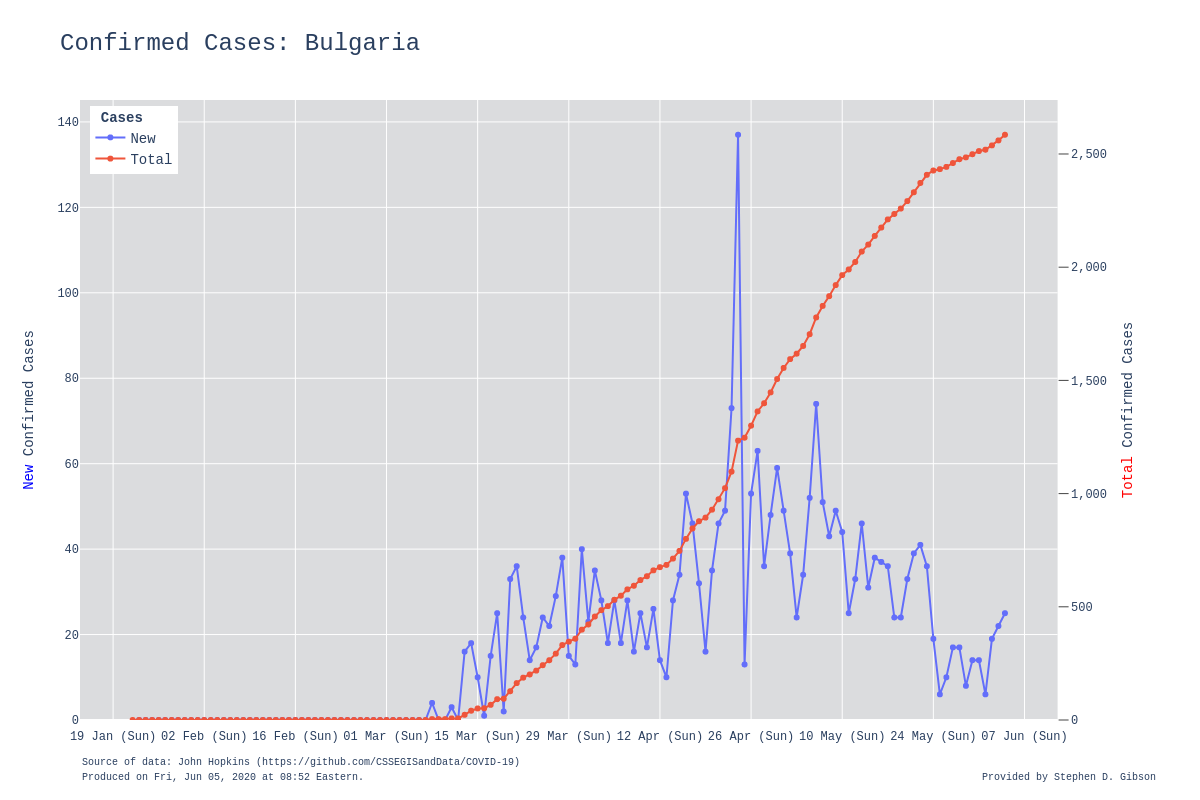 Confirmed Cases: Bulgaria
Cases
New
Total
140
120
100
80
60
40
20
0
2,500
2,000
1,500
1,000
500
0
New Confirmed Cases
Total Confirmed Cases
19 Jan (Sun) 02 Feb (Sun) 16 Feb (Sun) 01 Mar (Sun) 15 Mar (Sun) 29 Mar (Sun) 12 Apr (Sun) 26 Apr (Sun) 10 May (Sun) 24 May (Sun) 07 Jun (Sun)
Source of data: John Hopkins (https://github.com/CSSEGISandData/COVID-19)
Produced on Fri, Jun 05, 2020 at 08:52 Eastern.
Provided by Stephen D. Gibson